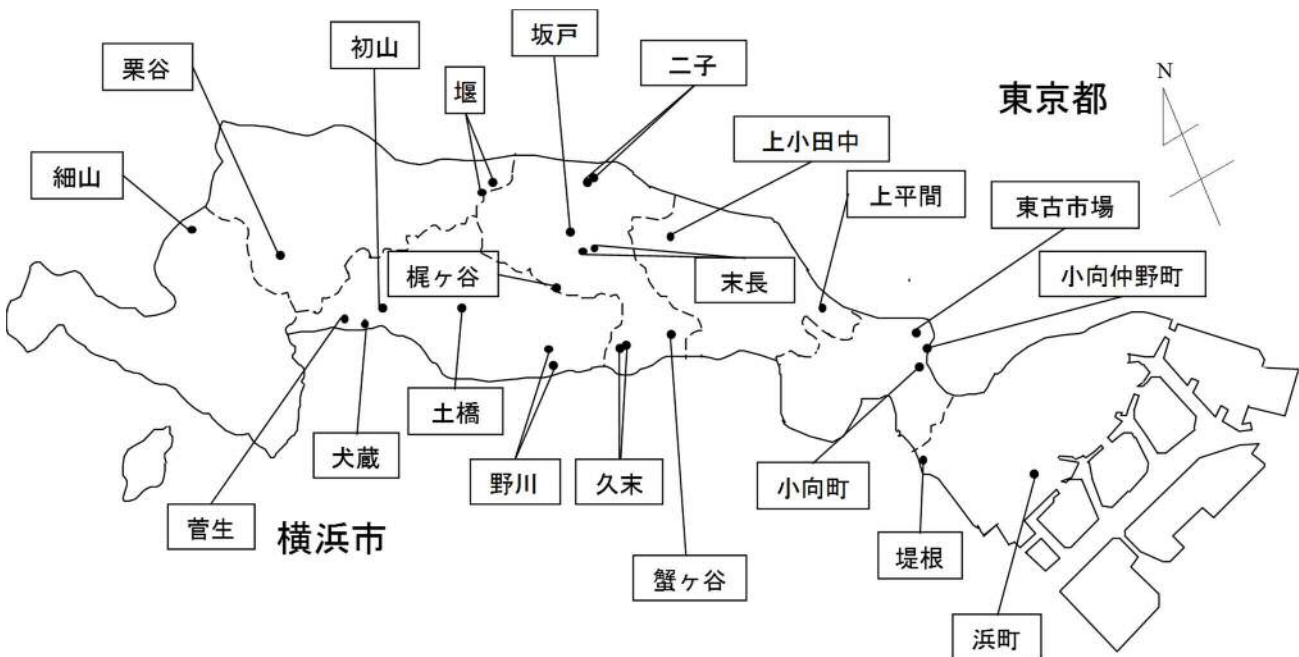 坂戸
初山
二子
栗谷
堰
N
東京都
上小田中
細山
上平間
東古市場
小向仲野町
梶ヶ谷
末長
土橋
犬蔵
野川
久末
小向町
菅生
横浜市
堤根
蟹ヶ谷
浜町